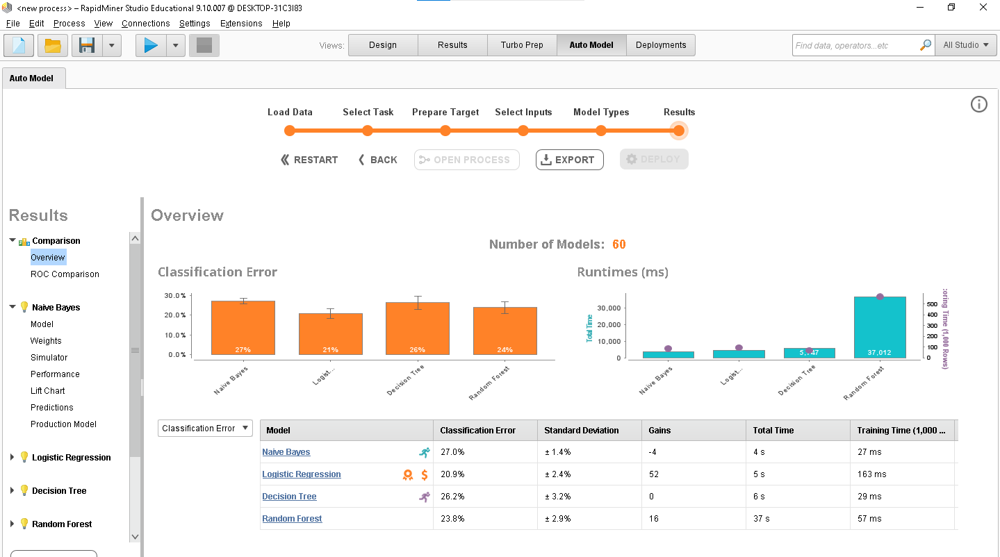 <new process> – RapidMiner Studio Educational 9.10.007 @ DESKTOP-31C3I83
File Edit Process View Connections Settings Extensions Help
Views: Design Results Turbo Prep Auto Model Deployments Find data, operators...etc All Studio
Auto Model
Load Data Select Task Prepare Target Select Inputs Model Types Results
RESTART BACK OPEN PROCESS EXPORT DEPLOY
Results
Comparison
Overview
ROC Comparison
Naive Bayes
Model
Weights
Simulator
Performance
Lift Chart
Predictions
Production Model
Logistic Regression
Decision Tree
Random Forest
Overview
Number of Models: 60
Classification Error
30.0%
20.0%
10.0%
0.0%
27% 21% 26% 24%
Naive Bayes Logist... Decision Tree Random Forest
Runtimes (ms)
Total Time
30,000
20,000
10,000
0
37,012
500
400
300
200
100
0
:oring Time (1,000 Rows)
Naive Bayes Logist... Decision Tree Random Forest
Classification Error
Model Classification Error Standard Deviation Gains Total Time Training Time (1,000 ...
Naive Bayes 27.0% ± 1.4% -4 4 s 27 ms
Logistic Regression $ 20.9% ± 2.4% 52 5 s 163 ms
Decision Tree 26.2% ± 3.2% 0 6 s 29 ms
Random Forest 23.8% ± 2.9% 16 37 s 57 ms